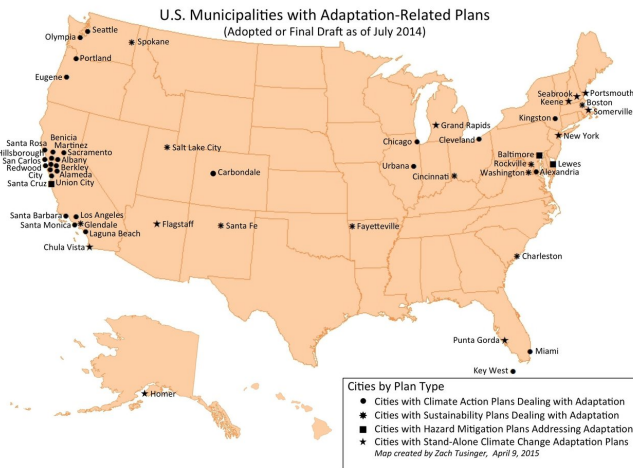 U.S. Municipalities with Adaptation-Related Plans
(Adopted or Final Draft as of July 2014)
Seattle
Olympia
Spokane
Portland
Eugene
Portsmouth
Seabrook
Keene
Boston
Somerville
Kingston
New York
Grand Rapids
Chicago
Cleveland
Urbana
Cincinnati
Baltimore
Rockville
Lewes
Washington
Alexandria
Benicia
Santa Rosa
Martinez
Hillsborough
Sacramento
San Carlos
Albany
Redwood
Berkley
City
Alameda
Santa Cruz
Union City
Salt Lake City
Carbondale
Santa Barbara
Los Angeles
Santa Monica
Glendale
Laguna Beach
Chula Vista
Flagstaff
Santa Fe
Fayetteville
Charleston
Punta Gorda
Miami
Key West
Homer
Cities by Plan Type
Cities with Climate Action Plans Dealing with Adaptation
Cities with Sustainability Plans Dealing with Adaptation
Cities with Hazard Mitigation Plans Addressing Adaptation
Cities with Stand-Alone Climate Change Adaptation Plans
Map created by Zach Tusinger, April 9, 2015